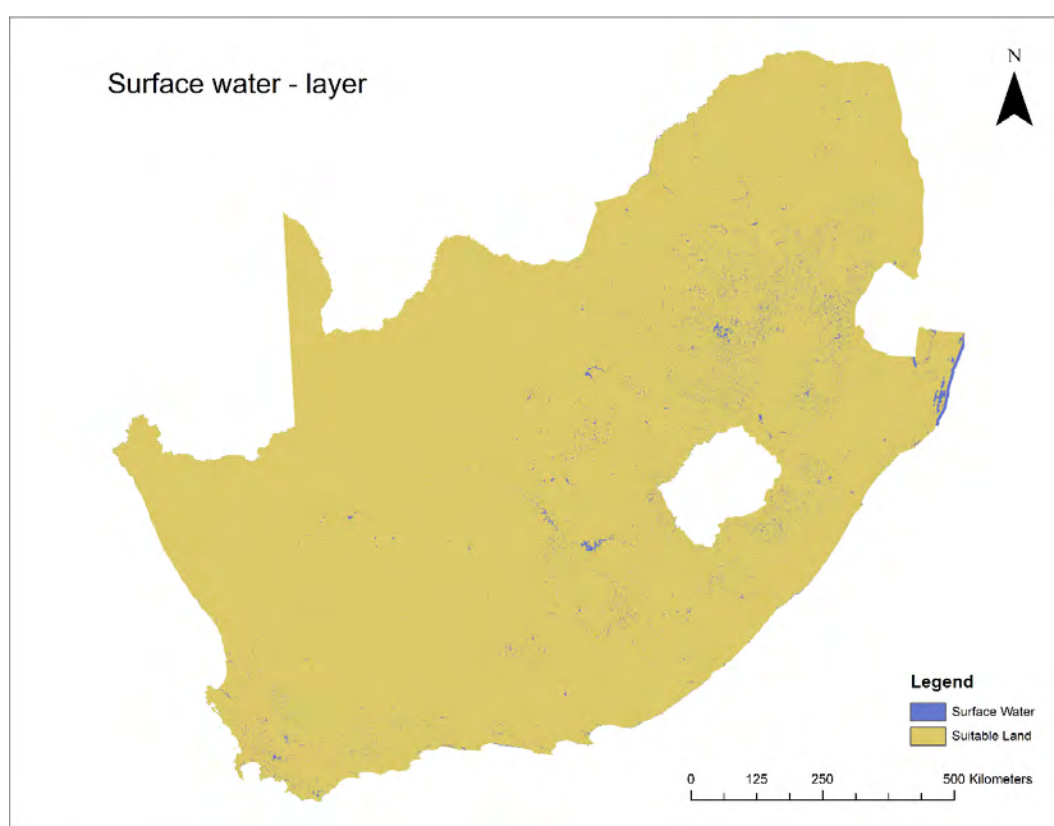 Surface water - layer
N
Legend
Surface Water
Suitable Land
0 125 250 500 Kilometers